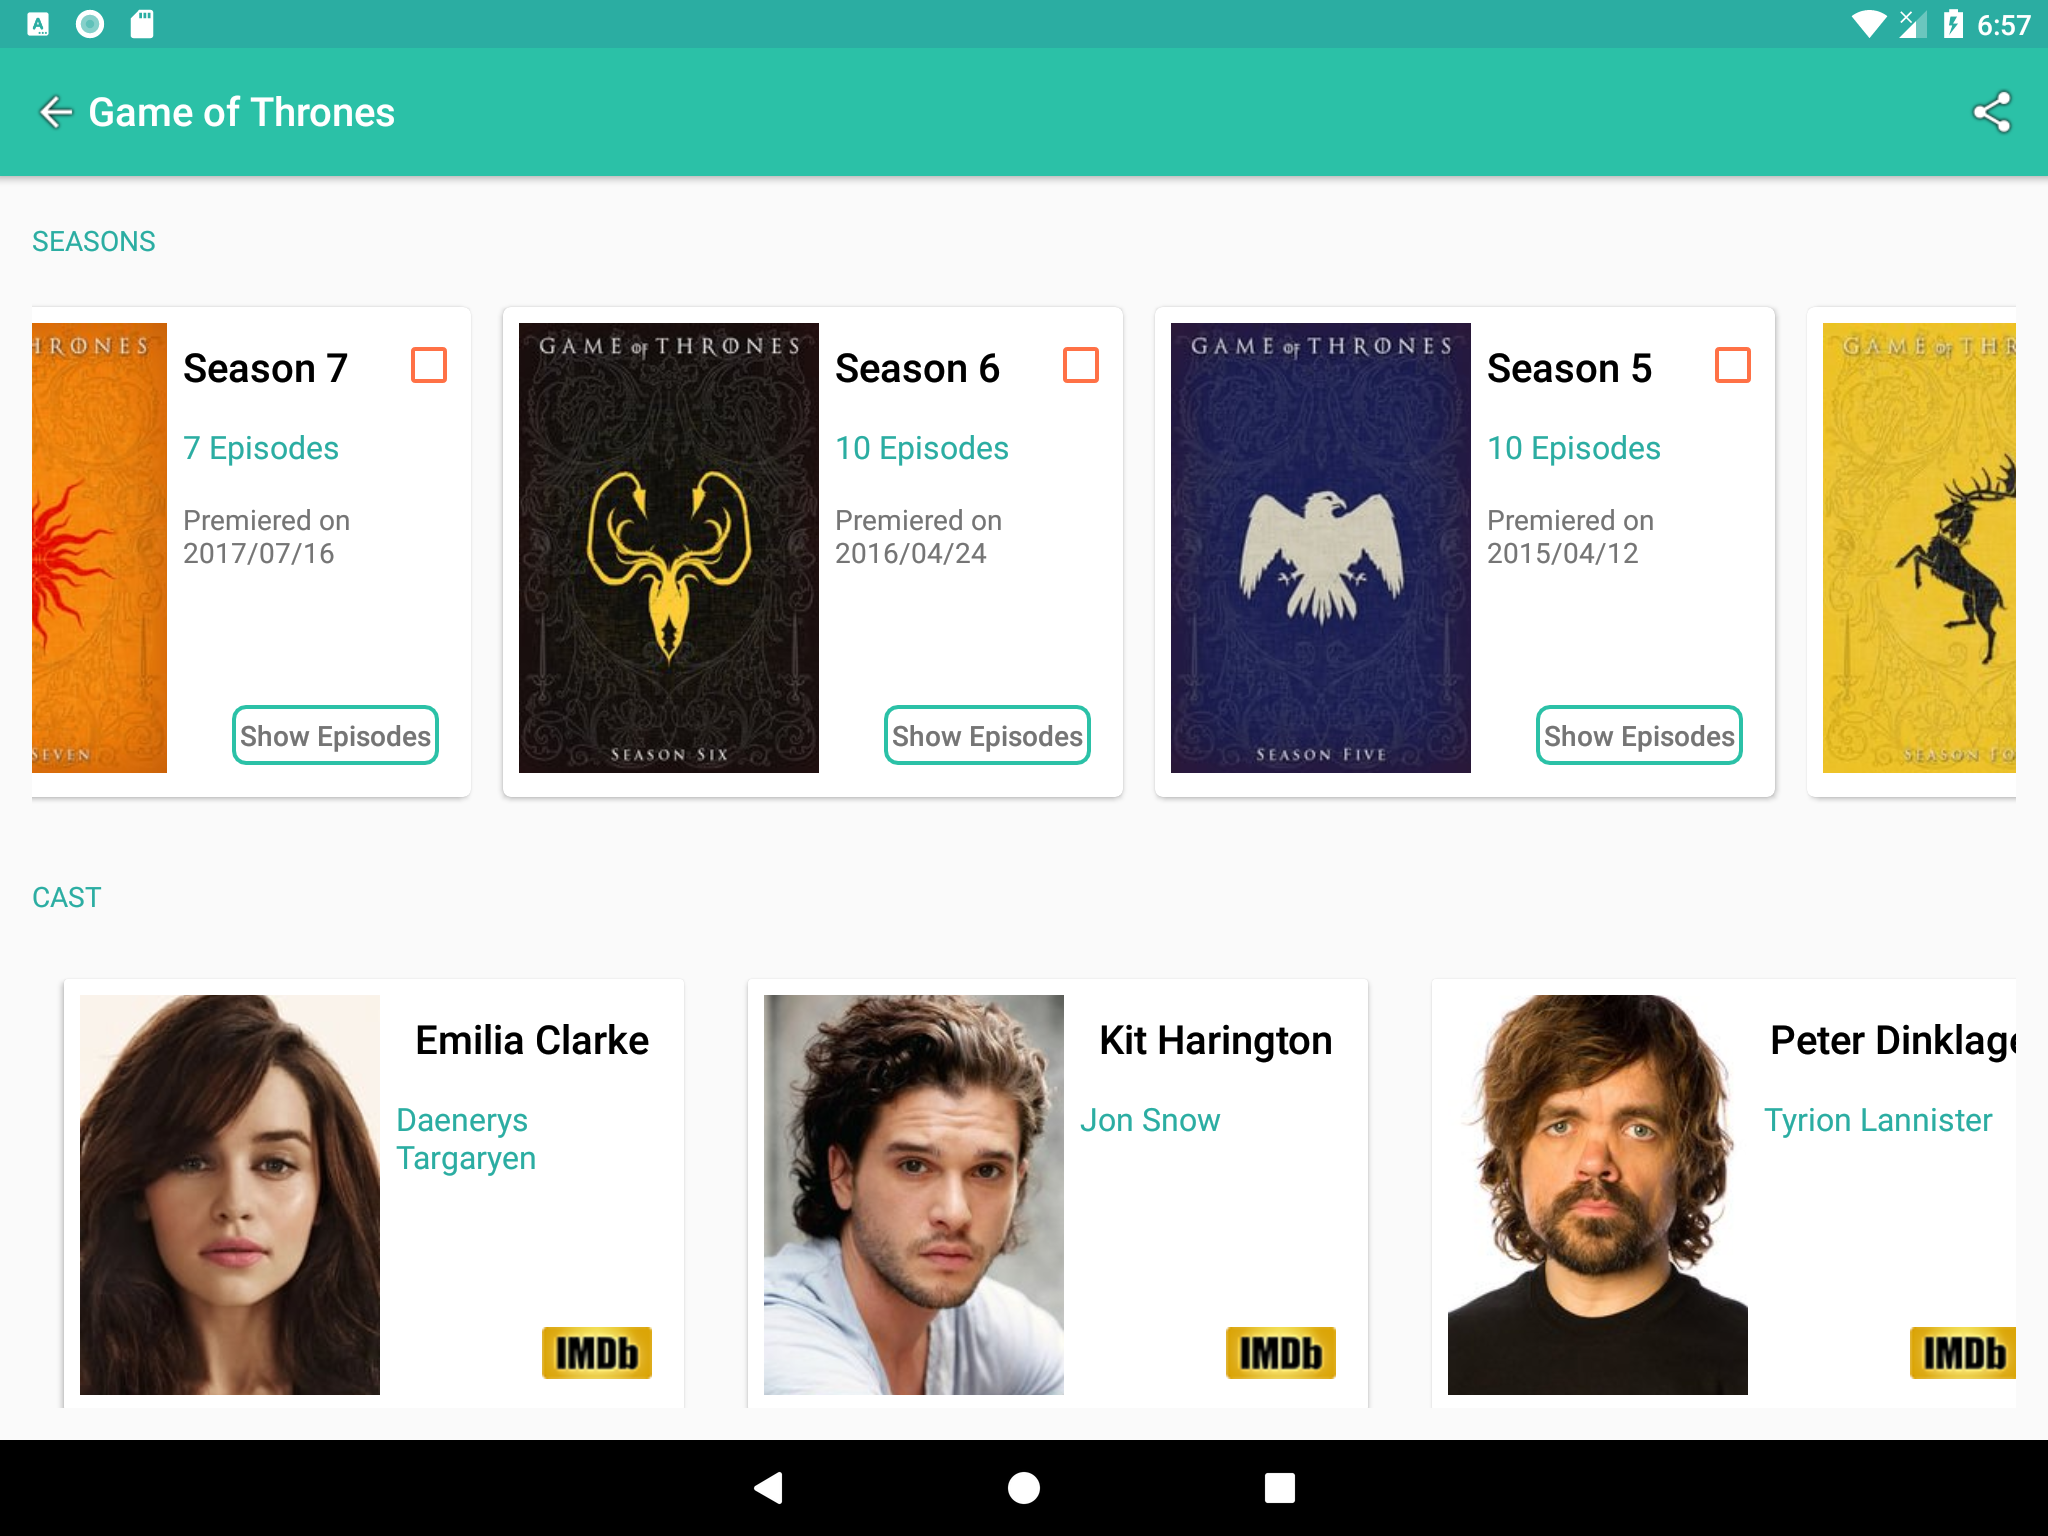 6:57
Game of Thrones
SEASONS
THRONES
SEVEN
Season 7
7 Episodes
Premiered on
2017/07/16
Show Episodes
GAME of THRONES
SEASON SIX
Season 6
10 Episodes
Premiered on
2016/04/24
Show Episodes
GAME of THRONES
SEASON FIVE
Season 5
10 Episodes
Premiered on
2015/04/12
Show Episodes
GAME of THR
SEASON FO
CAST
Emilia Clarke
Daenerys
Targaryen
IMDb
Kit Harington
Jon Snow
IMDb
Peter Dinklage
Tyrion Lannister
IMDb